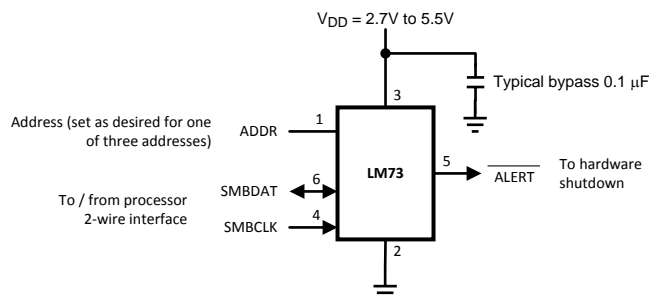 V_DD = 2.7V to 5.5V
Typical bypass 0.1 μF
3
Address (set as desired for one
of three addresses)
ADDR
1
LM73
5
ALERT
To hardware
shutdown
To / from processor
2-wire interface
SMBDAT
6
SMBCLK
4
2